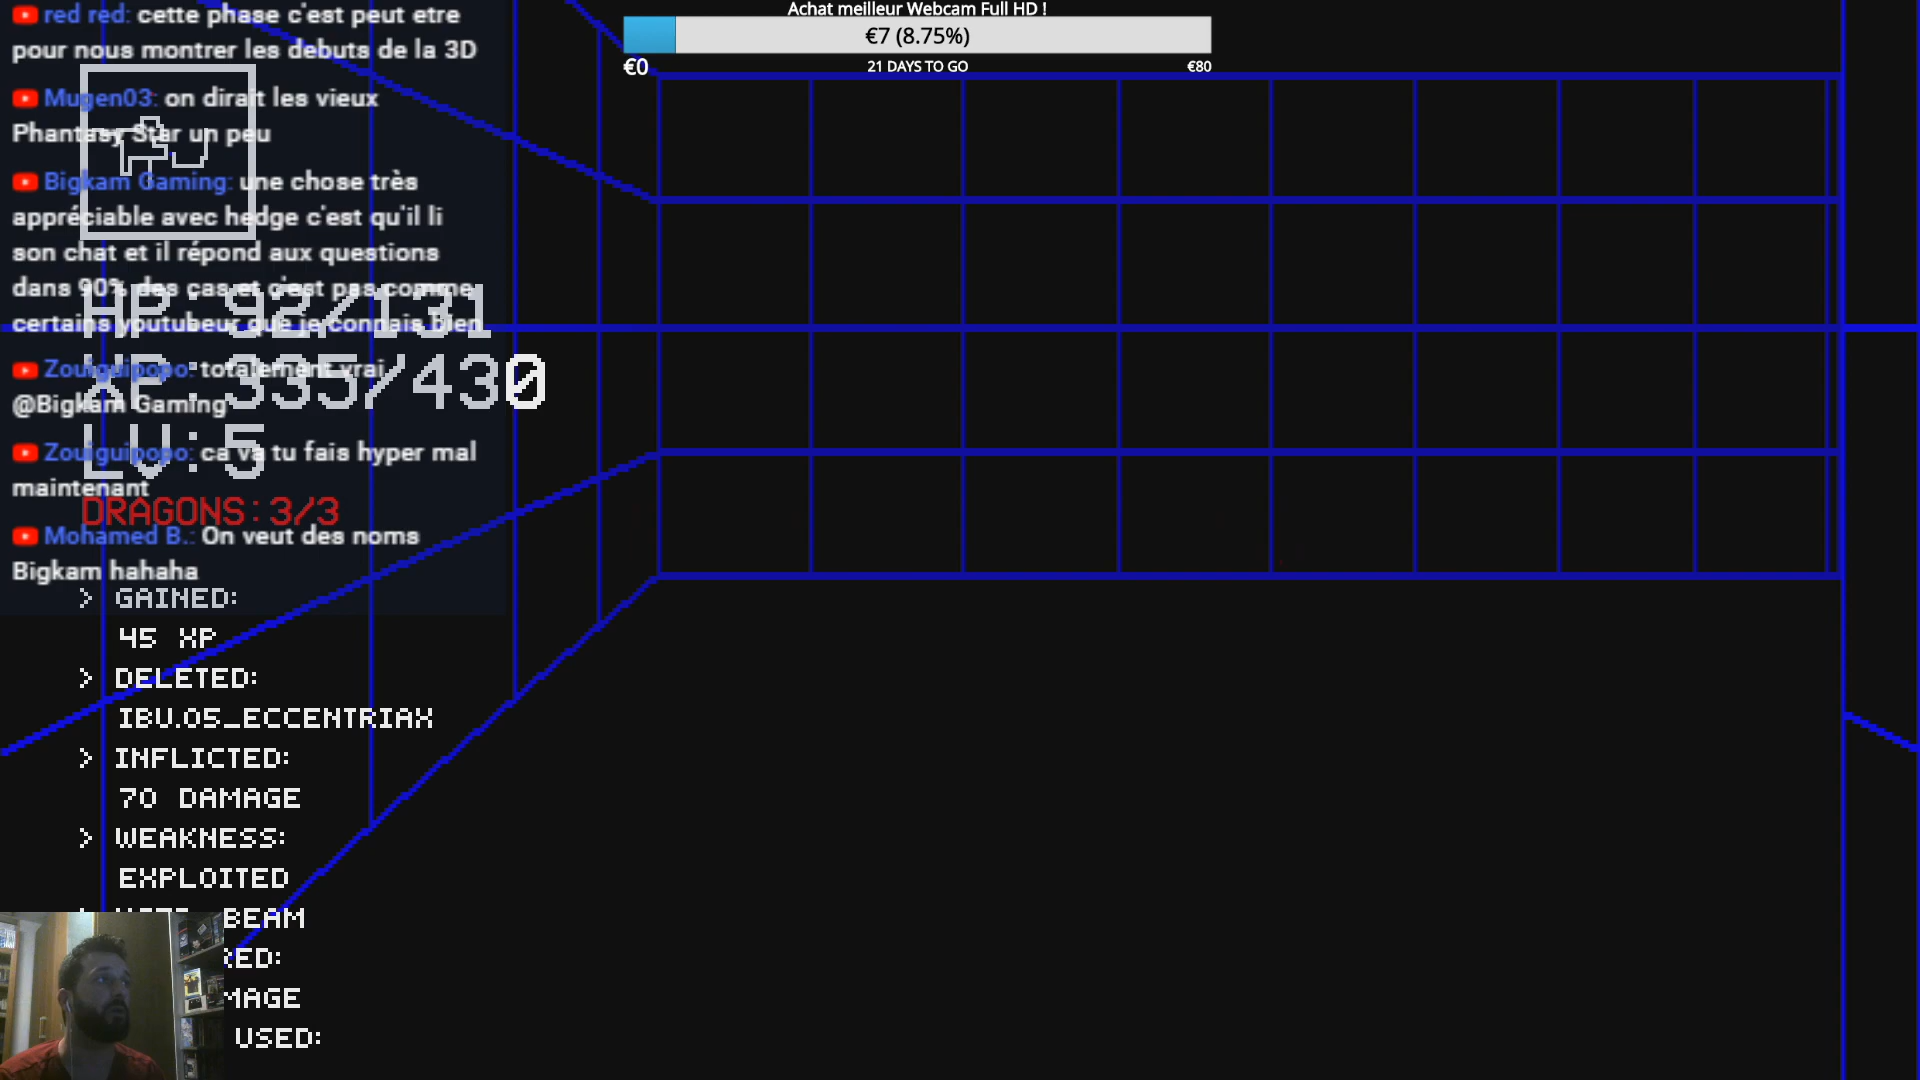 red red: cette phase c'est peut etre
pour nous montrer les debuts de la 3D
Mugen03: on dirait les vieux
Phantasy Star un peu
Bigkam Gaming: une chose très
appréciable avec hedge c'est qu'il li
son chat et il répond aux questions
dans 90% des cas et c'est pas comme
certains youtubeur que je connais bien
Zouiguipopo: totalement vrai
@Bigkam Gaming
Zouiguipopo: ca va tu fais hyper mal
maintenant
Mohamed B.: On veut des noms
Bigkam hahaha
HP:92/131
XP:335/430
LV:5
DRAGONS:3/3
> GAINED:
45 XP
> DELETED:
IBU.05_ECCENTRIAX
> INFLICTED:
70 DAMAGE
> WEAKNESS:
EXPLOITED
BEAM
USED:
Achat meilleur Webcam Full HD !
€7 (8.75%)
€0
21 DAYS TO GO
€80